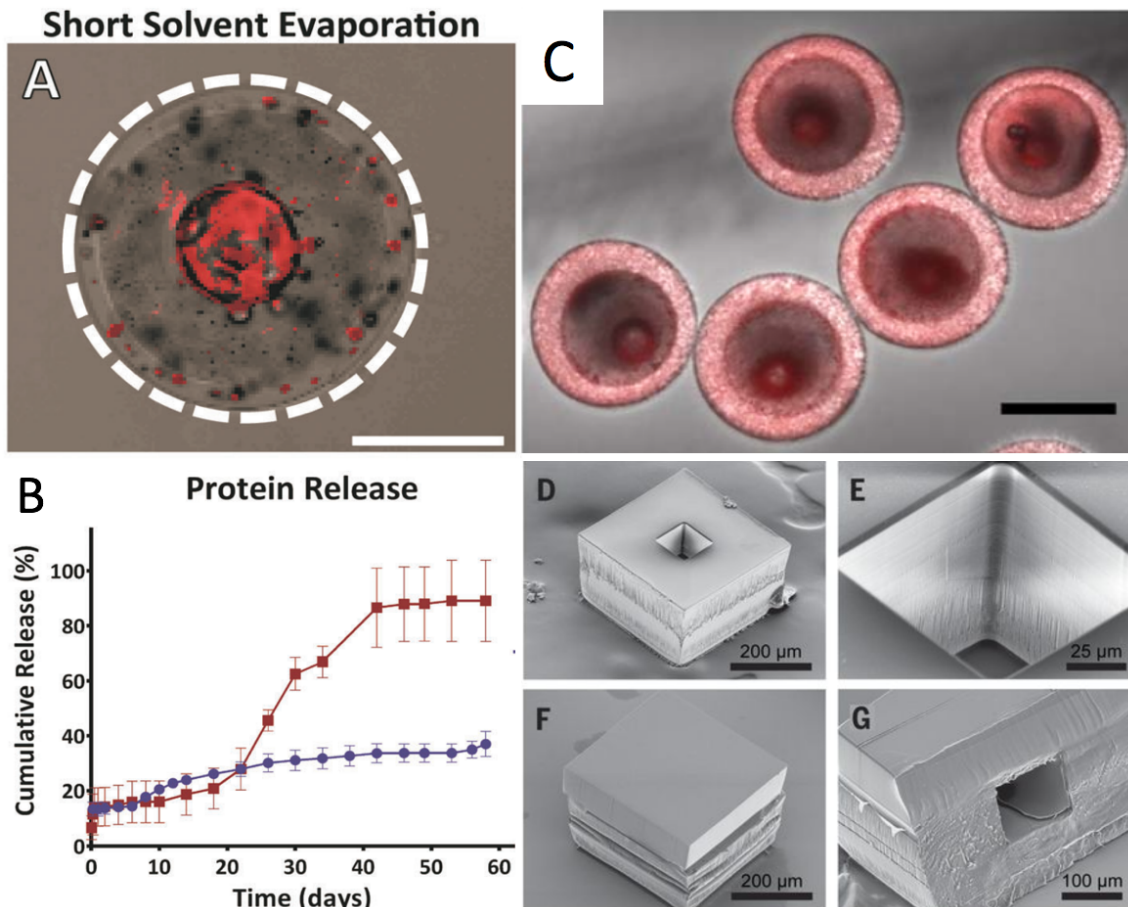 Short Solvent Evaporation
A
C
B
Protein Release
Cumulative Release (%)
100
80
60
40
20
0
0
10
20
30
40
50
60
Time (days)
D
200 µm
E
25 µm
F
200 µm
G
100 µm